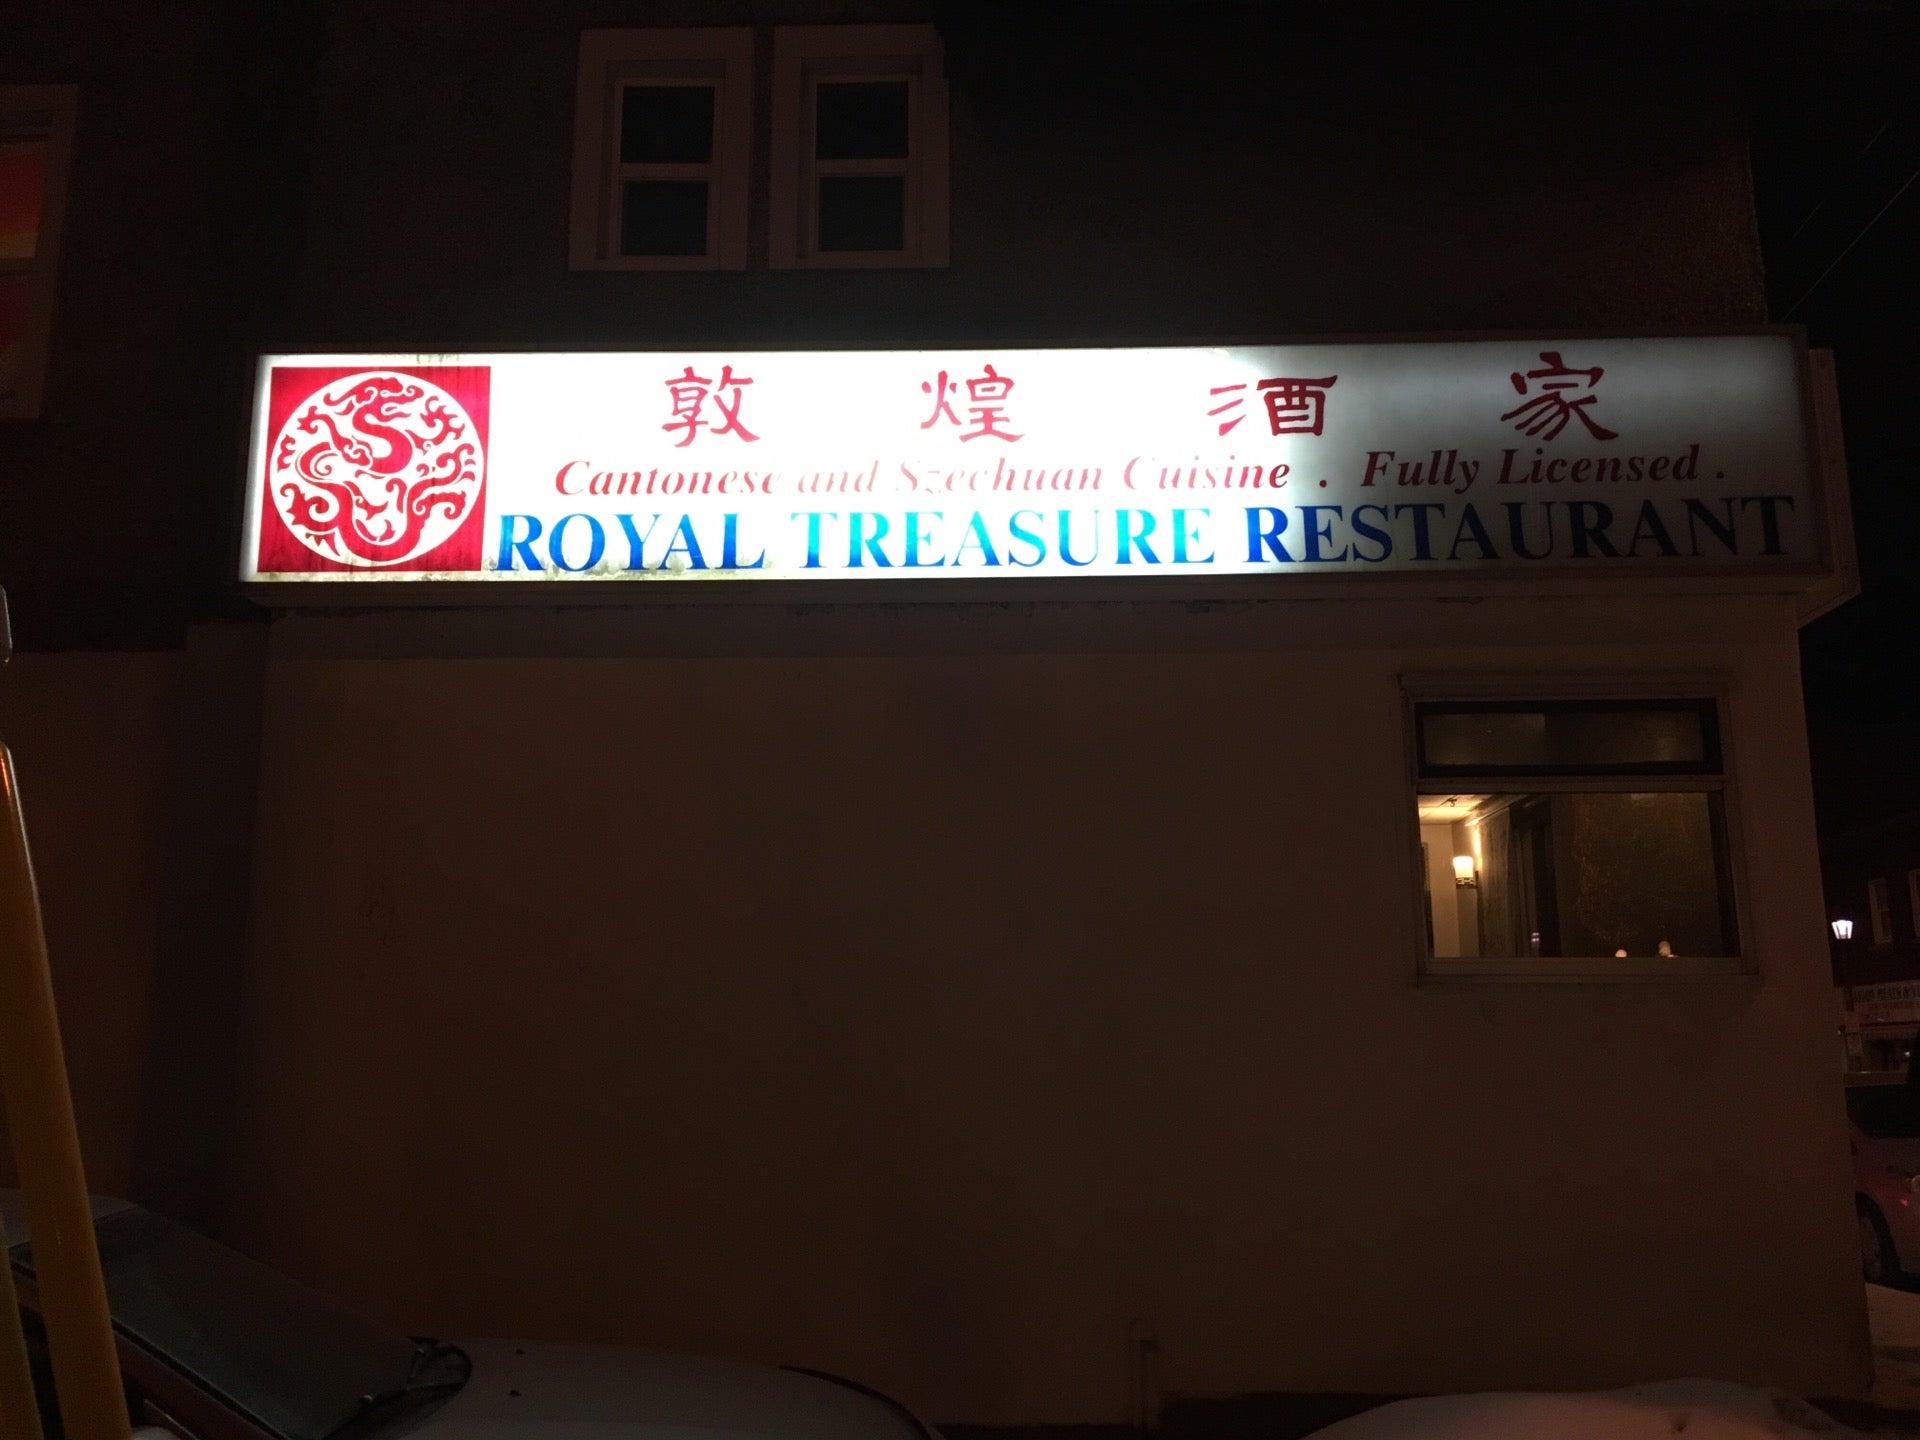 敦煌酒家
Cantonese and Szechuan Cuisine . Fully Licensed .
ROYAL TREASURE RESTAURANT